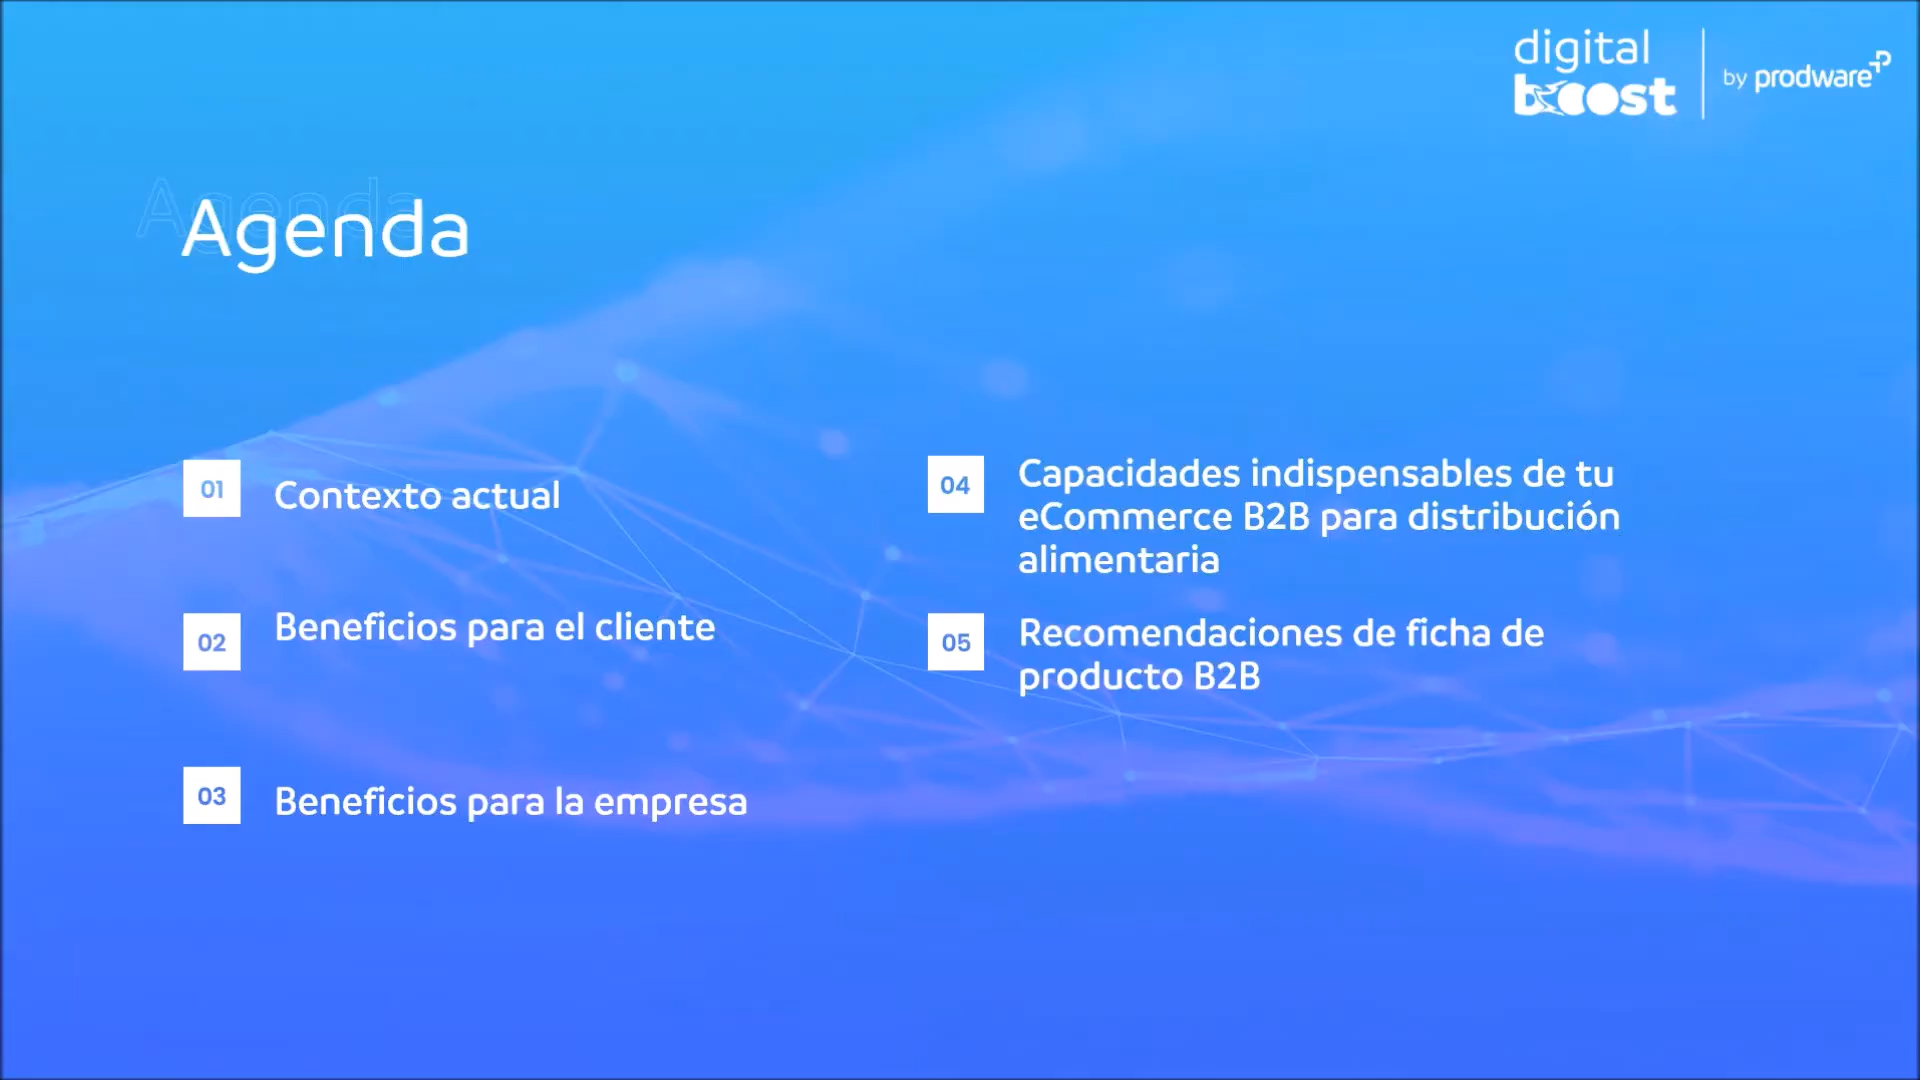 digital
boost
by prodware
Agenda
Agenda
01
Contexto actual
02
Beneficios para el cliente
03
Beneficios para la empresa
04
Capacidades indispensables de tu
eCommerce B2B para distribución
alimentaria
05
Recomendaciones de ficha de
producto B2B